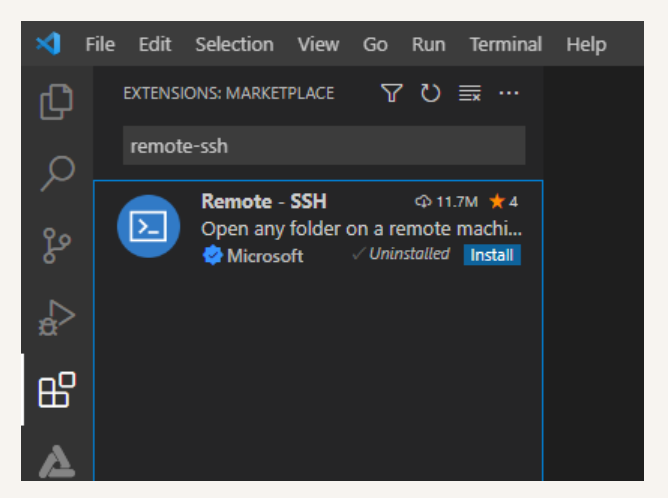 File Edit Selection View Go Run Terminal Help
EXTENSIONS: MARKETPLACE
remote-ssh
Remote - SSH 11.7M 4
Open any folder on a remote machi...
Microsoft Uninstalled Install